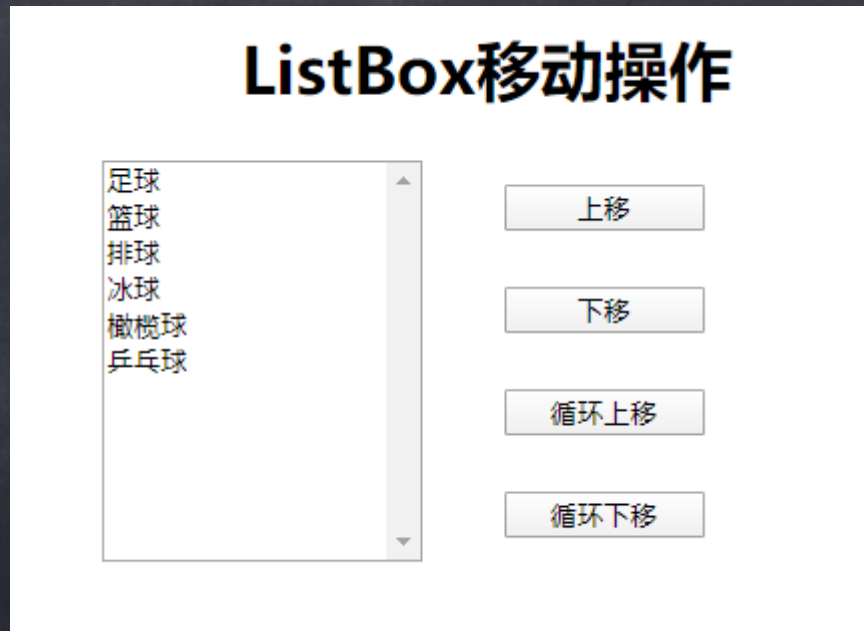 ListBox移动操作
足球
篮球
排球
冰球
橄榄球
乒乓球
上移
下移
循环上移
循环下移